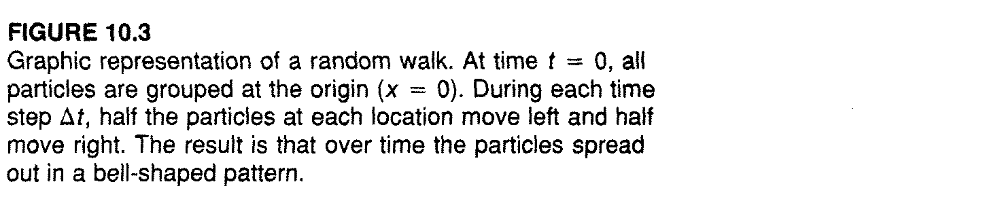 FIGURE 10.3
Graphic representation of a random walk. At time t = 0, all
particles are grouped at the origin (x = 0). During each time
step Δt, half the particles at each location move left and half
move right. The result is that over time the particles spread
out in a bell-shaped pattern.